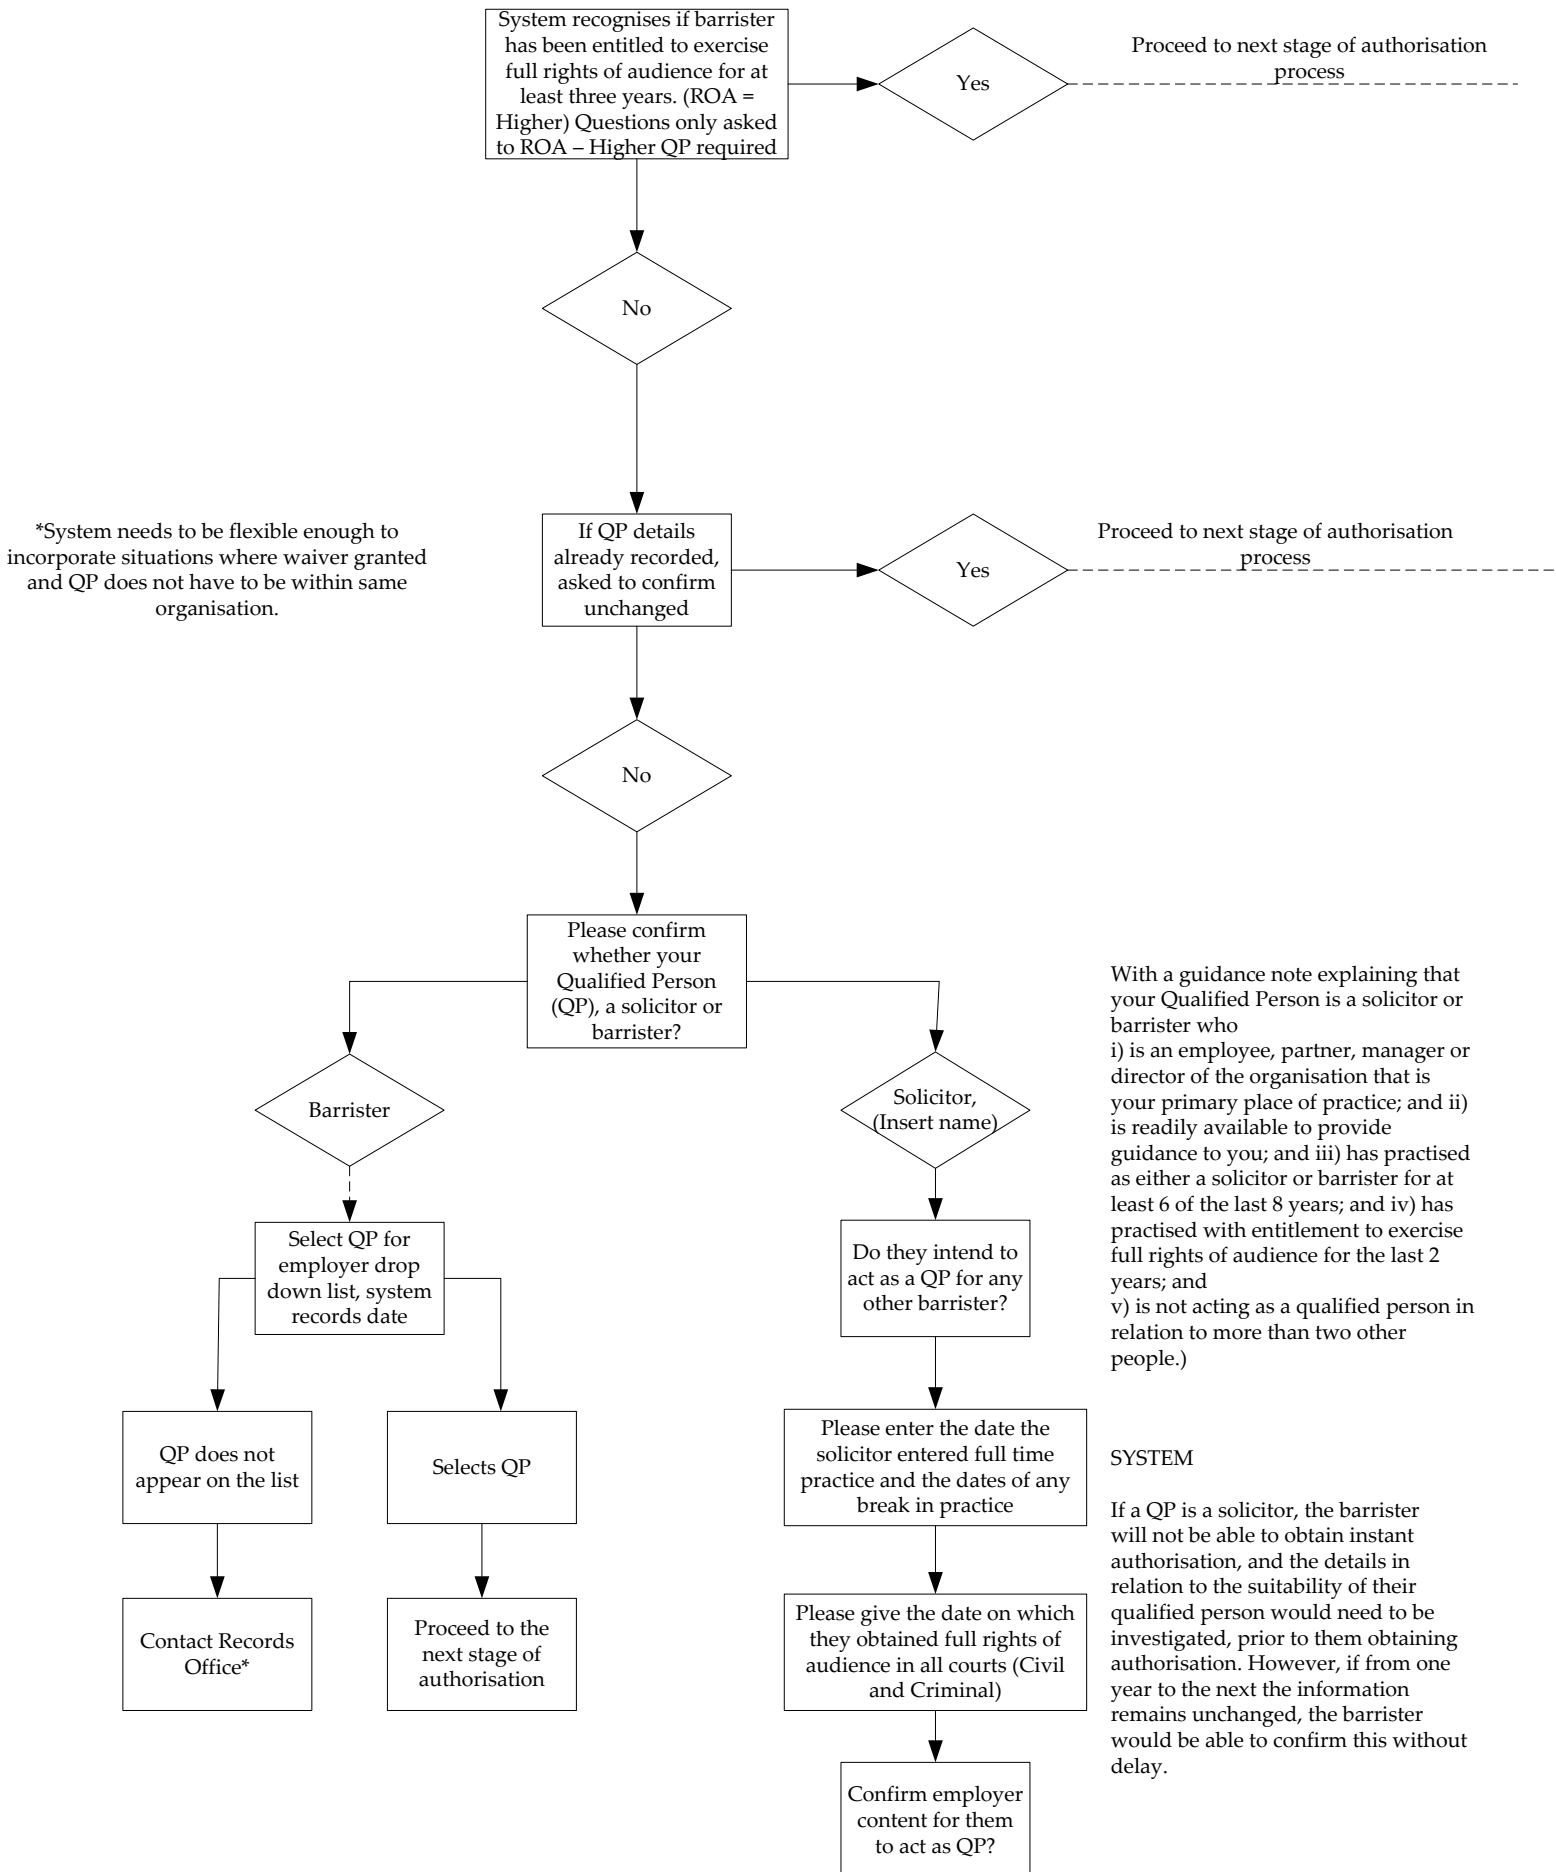 System recognises if barrister
has been entitled to exercise
full rights of audience for at
least three years. (ROA =
Higher) Questions only asked
to ROA – Higher QP required
Yes
Proceed to next stage of authorisation
process
No
*System needs to be flexible enough to
incorporate situations where waiver granted
and QP does not have to be within same
organisation.
If QP details
already recorded,
asked to confirm
unchanged
Yes
Proceed to next stage of authorisation
process
No
Please confirm
whether your
Qualified Person
(QP), a solicitor or
barrister?
Barrister
Solicitor,
(Insert name)
With a guidance note explaining that
your Qualified Person is a solicitor or
barrister who
i) is an employee, partner, manager or
director of the organisation that is
your primary place of practice; and ii)
is readily available to provide
guidance to you; and iii) has practised
as either a solicitor or barrister for at
least 6 of the last 8 years; and iv) has
practised with entitlement to exercise
full rights of audience for the last 2
years; and
v) is not acting as a qualified person in
relation to more than two other
people.)
Select QP for
employer drop
down list, system
records date
Do they intend to
act as a QP for any
other barrister?
QP does not
appear on the list
Selects QP
Please enter the date the
solicitor entered full time
practice and the dates of any
break in practice
SYSTEM
If a QP is a solicitor, the barrister
will not be able to obtain instant
authorisation, and the details in
relation to the suitability of their
qualified person would need to be
investigated, prior to them obtaining
authorisation. However, if from one
year to the next the information
remains unchanged, the barrister
would be able to confirm this without
delay.
Contact Records
Office*
Proceed to the
next stage of
authorisation
Please give the date on which
they obtained full rights of
audience in all courts (Civil
and Criminal)
Confirm employer
content for them
to act as QP?